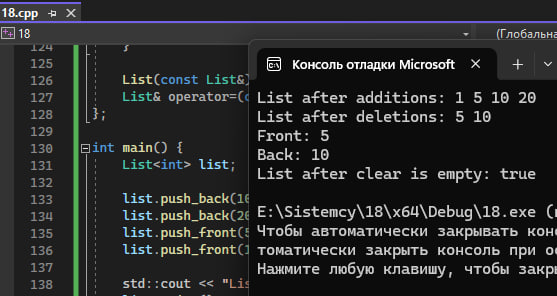 18.cpp
18
(Глобальна
124 }
125
126 List(const List&)
127 List& operator=(
128 };
129
130 int main() {
131 List<int> list;
132
133 list.push_back(10
134 list.push_back(20
135 list.push_front(5
136 list.push_front(1
137
138 std::cout << "Lis
Консоль отладки Microsoft
List after additions: 1 5 10 20
List after deletions: 5 10
Front: 5
Back: 10
List after clear is empty: true
E:\Sistemcy\18\x64\Debug\18.exe (
Чтобы автоматически закрывать конс
томатически закрыть консоль при ос
Нажмите любую клавишу, чтобы закры